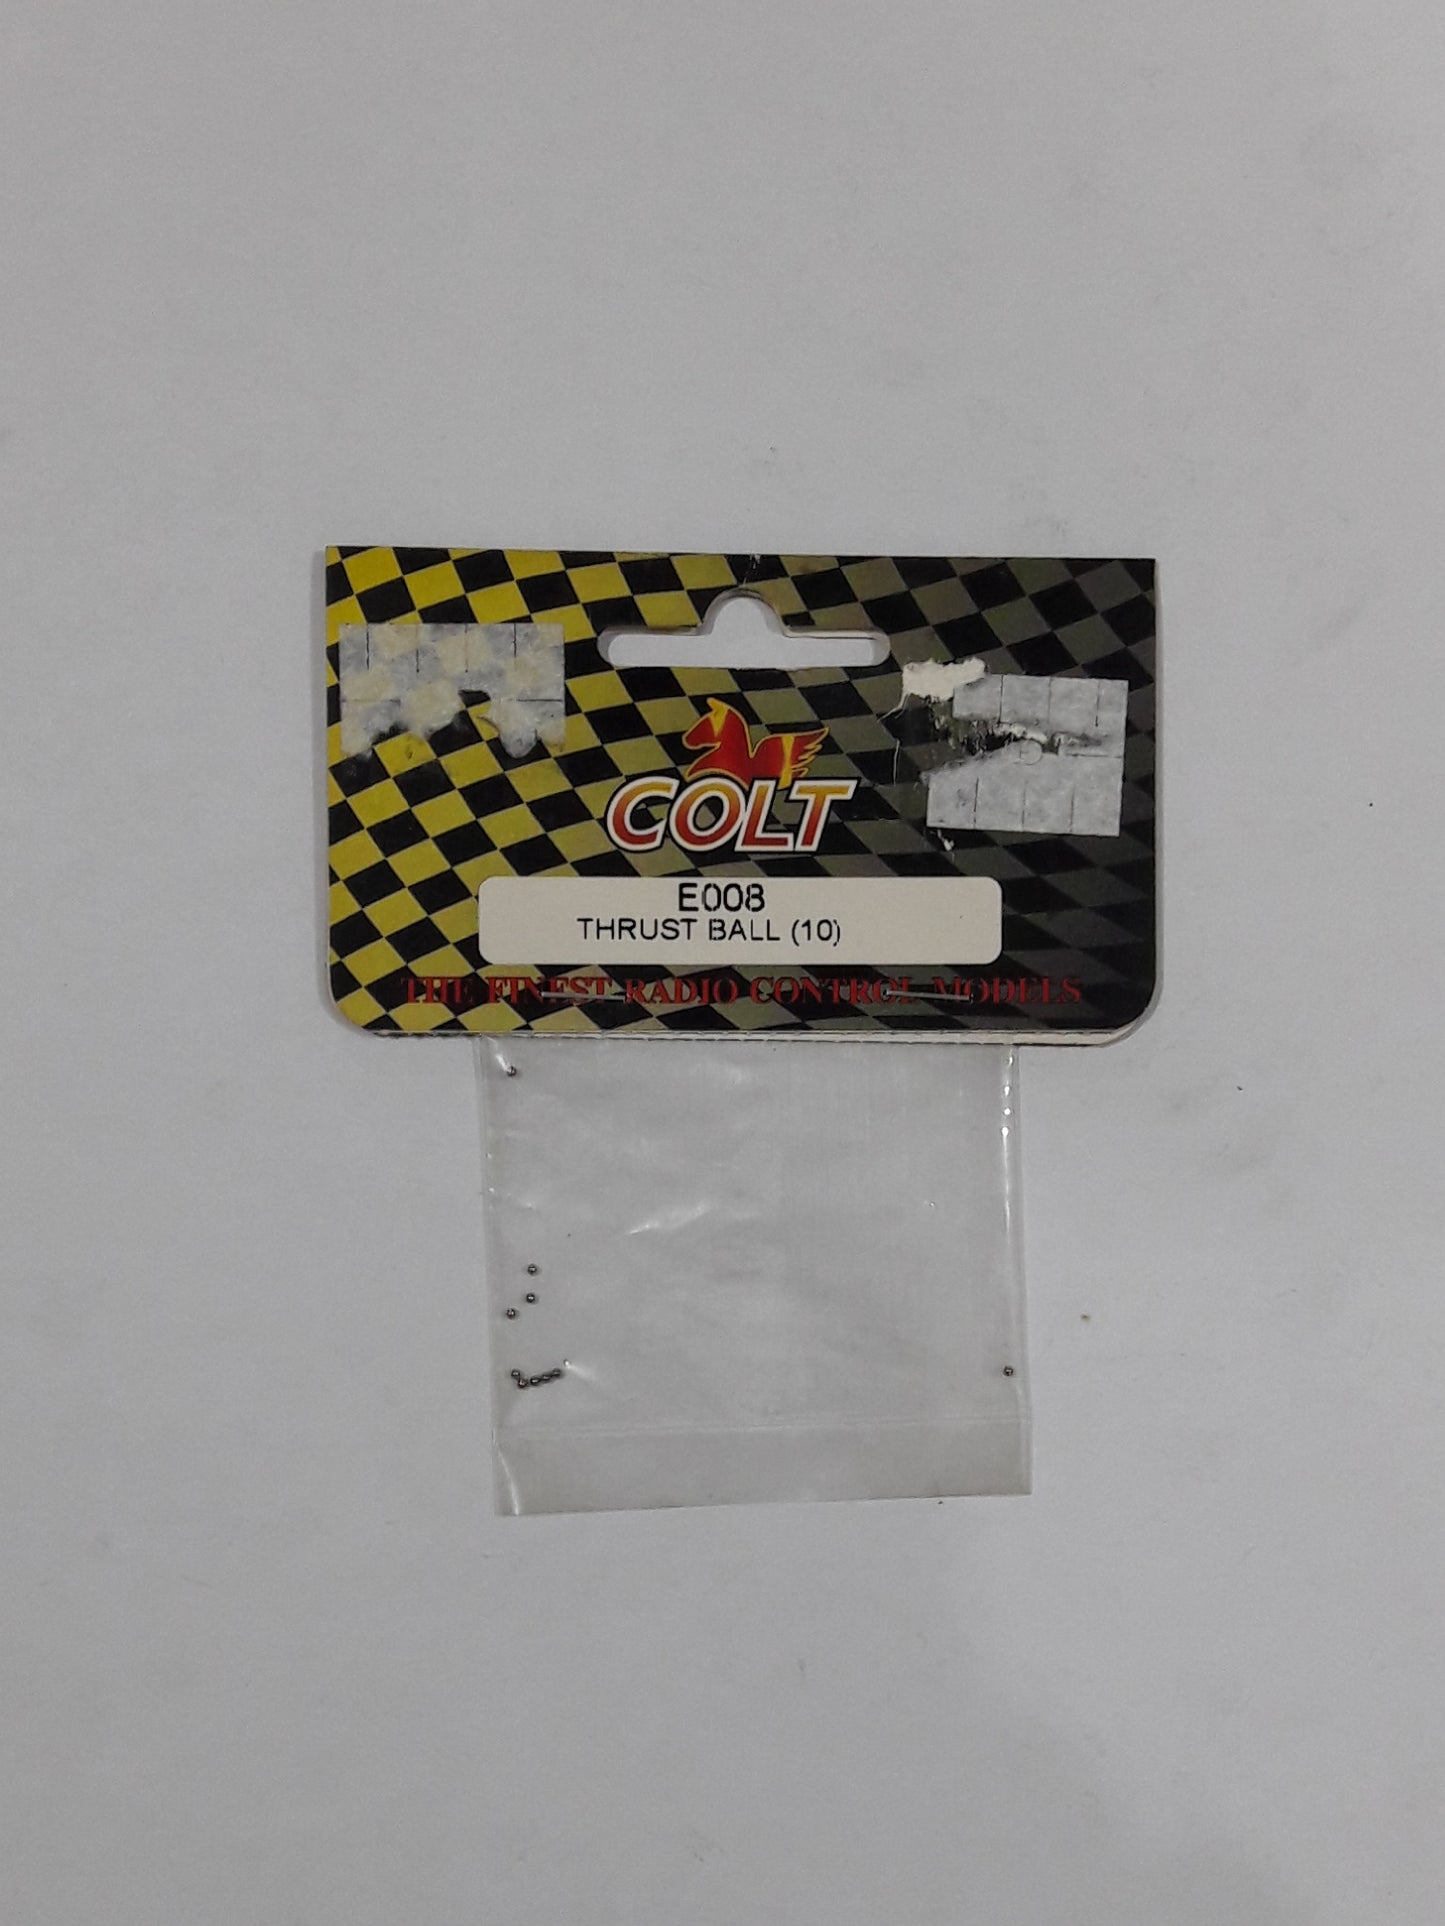 COLT
E008
THRUST BALL (10)
THE FINEST RADIO CONTROL MODELS